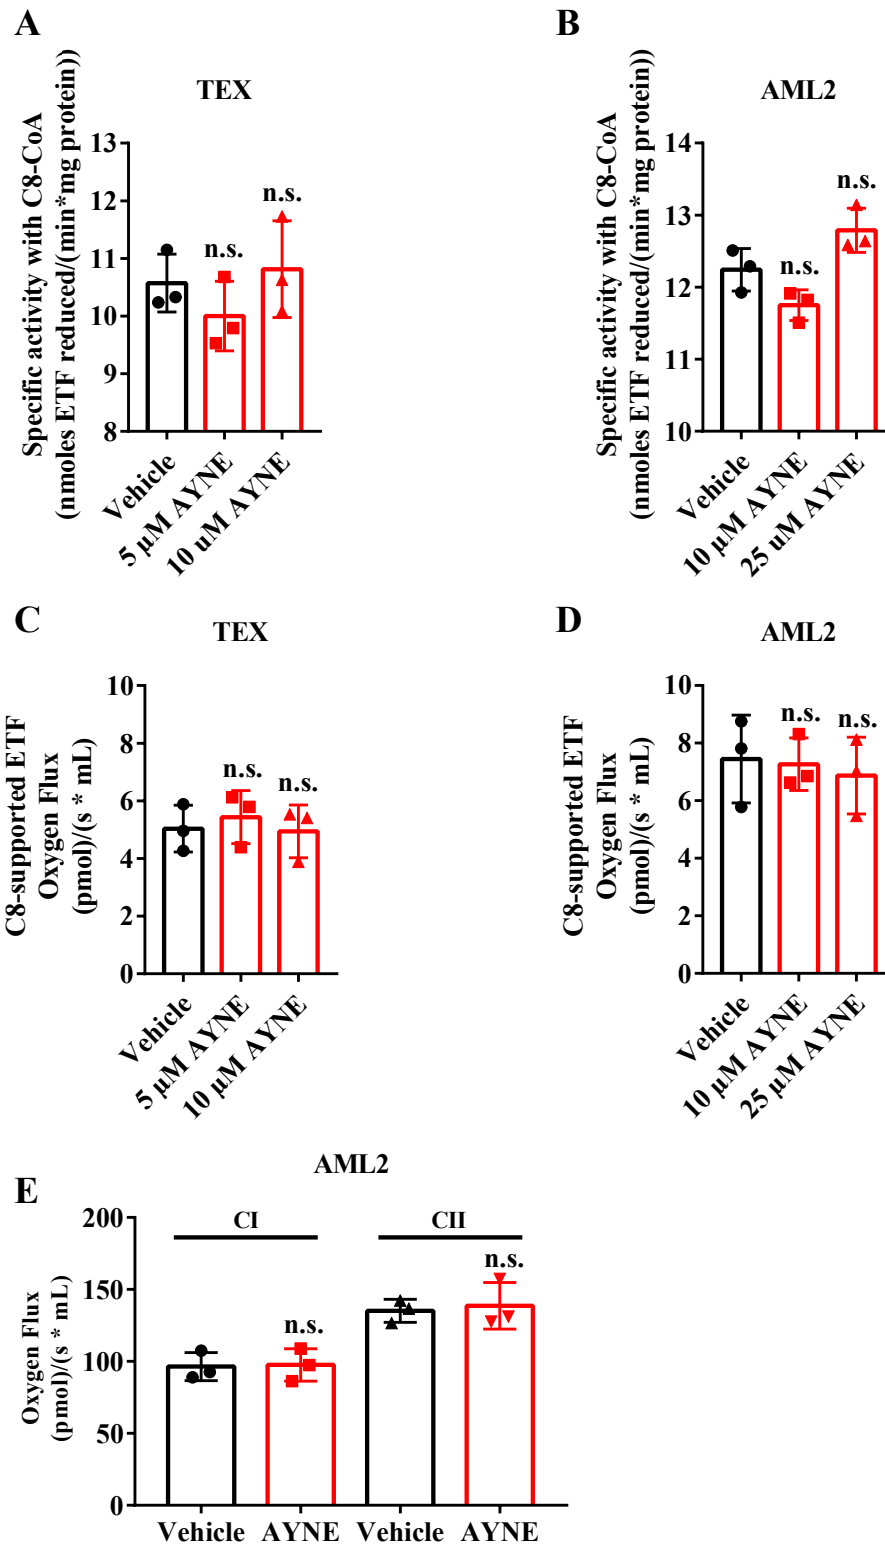 A
TEX
Specific activity with C8-CoA
(nmoles ETF reduced/(min*mg protein))
13
12
11
10
9
8
n.s.
n.s.
Vehicle
5 µM AYNE
10 uM AYNE
B
AML2
Specific activity with C8-CoA
(nmoles ETF reduced/(min*mg protein))
14
13
12
11
10
n.s.
n.s.
Vehicle
10 µM AYNE
25 uM AYNE
C
TEX
C8-supported ETF
Oxygen Flux
(pmol)/(s * mL)
10
8
6
4
2
0
n.s.
n.s.
Vehicle
5 µM AYNE
10 µM AYNE
D
AML2
C8-supported ETF
Oxygen Flux
(pmol)/(s * mL)
10
8
6
4
2
0
n.s.
n.s.
Vehicle
10 µM AYNE
25 µM AYNE
E
AML2
Oxygen Flux
(pmol)/(s * mL)
200
150
100
50
0
CI
CII
n.s.
n.s.
Vehicle
AYNE
Vehicle
AYNE